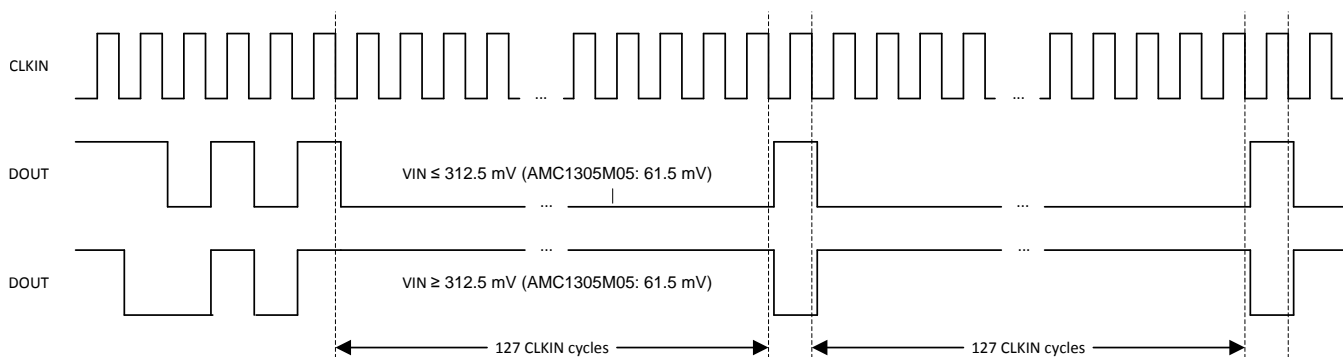 CLKIN
...
...
DOUT
VIN ≤ 312.5 mV (AMC1305M05: 61.5 mV)
...
...
DOUT
...
...
VIN ≥ 312.5 mV (AMC1305M05: 61.5 mV)
127 CLKIN cycles
127 CLKIN cycles